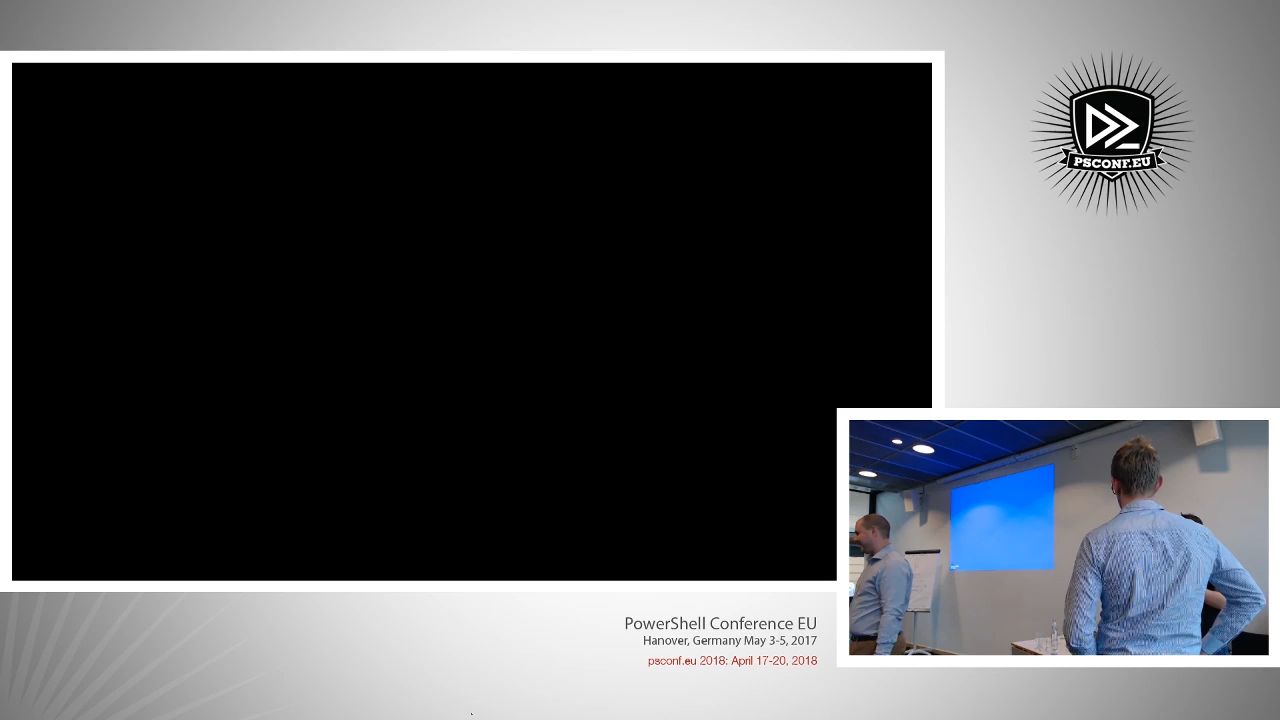 PSCONF.EU
PowerShell Conference EU
Hanover, Germany May 3-5, 2017
psconf.eu 2018: April 17-20, 2018